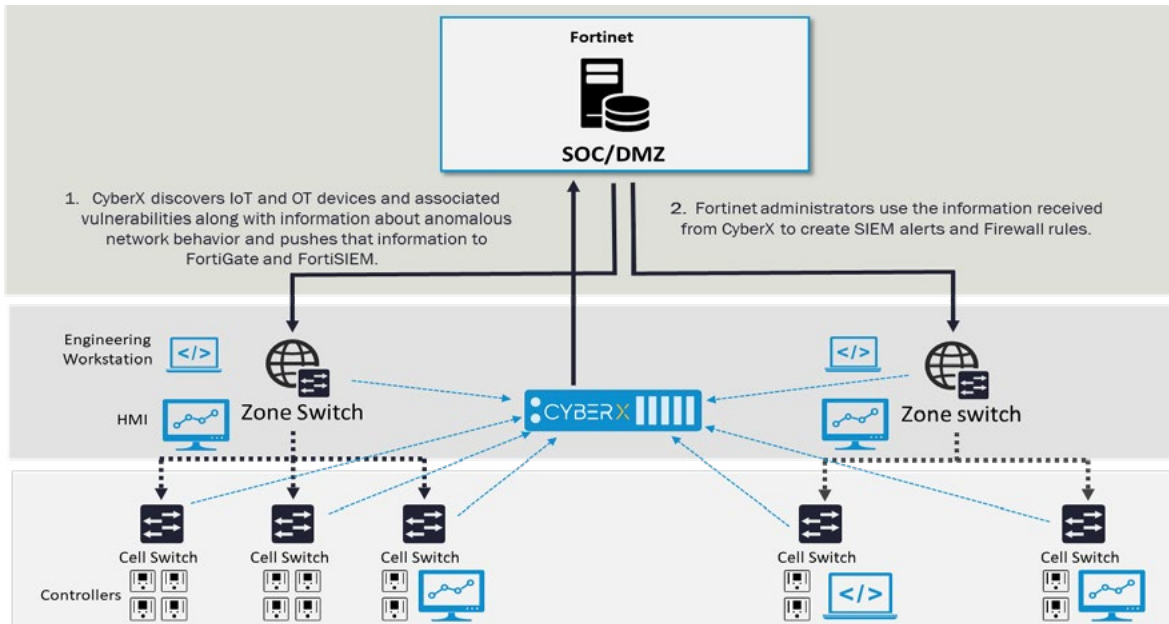 Fortinet
SOC/DMZ
1. CyberX discovers IoT and OT devices and associated
vulnerabilities along with information about anomalous
network behavior and pushes that information to
FortiGate and FortiSIEM.
2. Fortinet administrators use the information received
from CyberX to create SIEM alerts and Firewall rules.
Engineering
Workstation
</>
Zone Switch
HMI
CYBERX
</>
Zone switch
Cell Switch
Cell Switch
Cell Switch
Cell Switch
Cell Switch
Controllers
</>